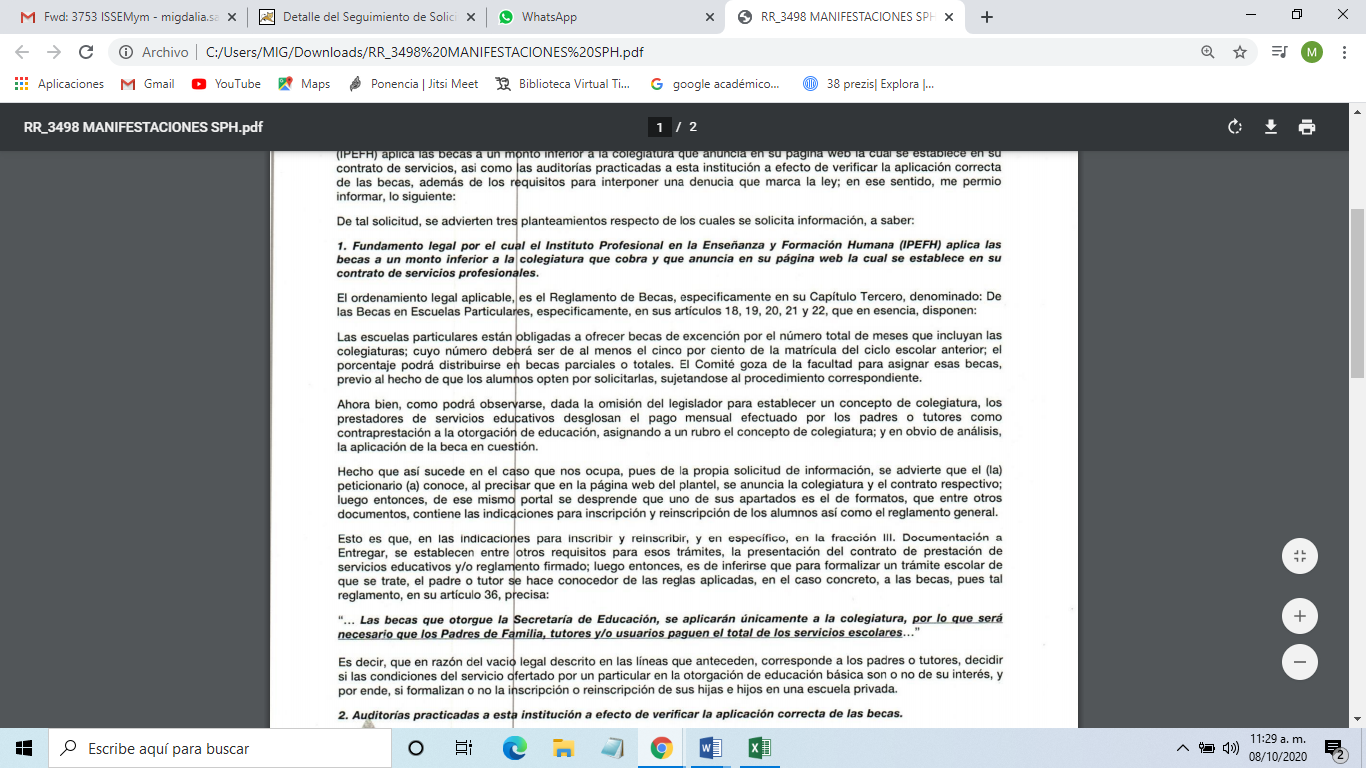 Fwd: 3753 ISSEMym - migdalia.sa
Detalle del Seguimiento de Solici
WhatsApp
RR_3498 MANIFESTACIONES SPH
Archivo | C:/Users/MIG/Downloads/RR_3498%20MANIFESTACIONES%20SPH.pdf
M
Aplicaciones
Gmail
YouTube
Maps
Ponencia | Jitsi Meet
Biblioteca Virtual Ti...
google académico...
38 prezis| Explora |...
RR_3498 MANIFESTACIONES SPH.pdf
1 / 2
(IPEFH) aplica las becas a un monto inferior a la colegiatura que anuncia en su página web la cual se establece en su
contrato de servicios, asi como las auditorías practicadas a esta institución a efecto de verificar la aplicación correcta
de las becas, además de los requisitos para interponer una denucia que marca la ley; en ese sentido, me permio
informar, lo siguiente:
De tal solicitud, se advierten tres planteamientos respecto de los cuales se solicita información, a saber:
1. Fundamento legal por el cual el Instituto Profesional en la Enseñanza y Formación Humana (IPEFH) aplica las
becas a un monto inferior a la colegiatura que cobra y que anuncia en su página web la cual se establece en su
contrato de servicios profesionales.
El ordenamiento legal aplicable, es el Reglamento de Becas, especificamente en su Capítulo Tercero, denominado: De
las Becas en Escuelas Particulares, especificamente, en sus artículos 18, 19, 20, 21 y 22, que en esencia, disponen:
Las escuelas particulares están obligadas a ofrecer becas de excención por el número total de meses que incluyan las
colegiaturas; cuyo número deberá ser de al menos el cinco por ciento de la matrícula del ciclo escolar anterior; el
porcentaje podrá distribuirse en becas parciales o totales. El Comité goza de la facultad para asignar esas becas,
previo al hecho de que los alumnos opten por solicitarlas, sujetandose al procedimiento correspondiente.
Ahora bien, como podrá observarse, dada la omisión del legislador para establecer un concepto de colegiatura, los
prestadores de servicios educativos desglosan el pago mensual efectuado por los padres o tutores como
contraprestación a la otorgación de educación, asignando a un rubro el concepto de colegiatura; y en obvio de análisis,
la aplicación de la beca en cuestión.
Hecho que así sucede en el caso que nos ocupa, pues de la propia solicitud de información, se advierte que el (la)
peticionario (a) conoce, al precisar que en la página web del plantel, se anuncia la colegiatura y el contrato respectivo;
luego entonces, de ese mismo portal se desprende que uno de sus apartados es el de formatos, que entre otros
documentos, contiene las indicaciones para inscripción y reinscripción de los alumnos así como el reglamento general.
Esto es que, en las indicaciones para inscribir y reinscribir, y en específico, en la fracción III. Documentación a
Entregar, se establecen entre otros requisitos para esos trámites, la presentación del contrato de prestación de
servicios educativos y/o reglamento firmado; luego entonces, es de inferirse que para formalizar un trámite escolar de
que se trate, el padre o tutor se hace conocedor de las reglas aplicadas, en el caso concreto, a las becas, pues tal
reglamento, en su artículo 36, precisa:
"... Las becas que otorgue la Secretaría de Educación, se aplicarán únicamente a la colegiatura, por lo que será
necesario que los Padres de Familia, tutores y/o usuarios paguen el total de los servicios escolares..."
Es decir, que en razón del vacio legal descrito en las líneas que anteceden, corresponde a los padres o tutores, decidir
si las condiciones del servicio ofertado por un particular en la otorgación de educación básica son o no de su interés, y
por ende, si formalizan o no la inscripción o reinscripción de sus hijas e hijos en una escuela privada.
2. Auditorías practicadas a esta institución a efecto de verificar la aplicación correcta de las becas.
Escribe aquí para buscar
11:29 a. m.
08/10/2020
2